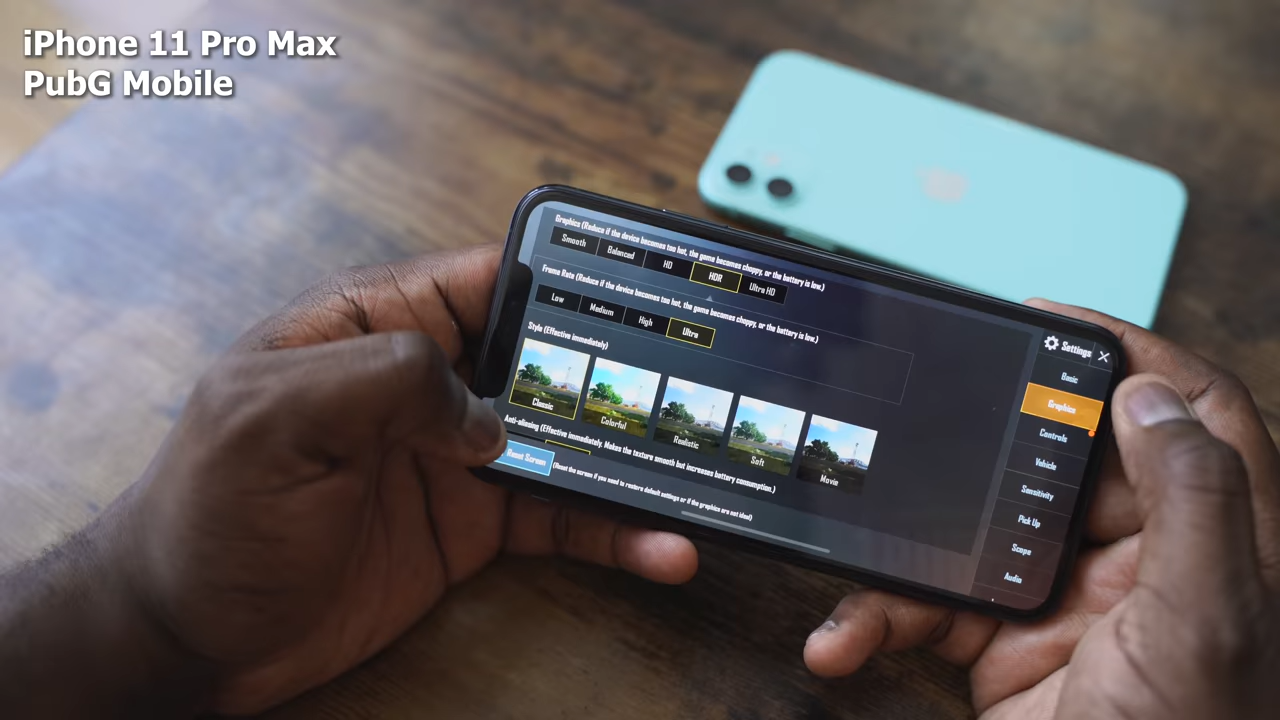 iPhone 11 Pro Max
PubG Mobile
Graphics (Reduce if the device becomes too hot, the game becomes choppy, or the battery is low.)
Smooth Balanced HD HDR Ultra HD
Frame Rate (Reduce if the device becomes too hot, the game becomes choppy, or the battery is low.)
Low Medium High Ultra
Style (Effective immediately)
Classic Colorful Realistic Soft Movie
Anti-aliasing (Effective immediately. Makes the texture smooth but increases battery consumption.)
Reset Screen (Reset the screen if you need to restore default settings or if the graphics are not ideal)
Settings
Basic
Graphics
Controls
Vehicle
Sensitivity
Pick Up
Scope
Audio